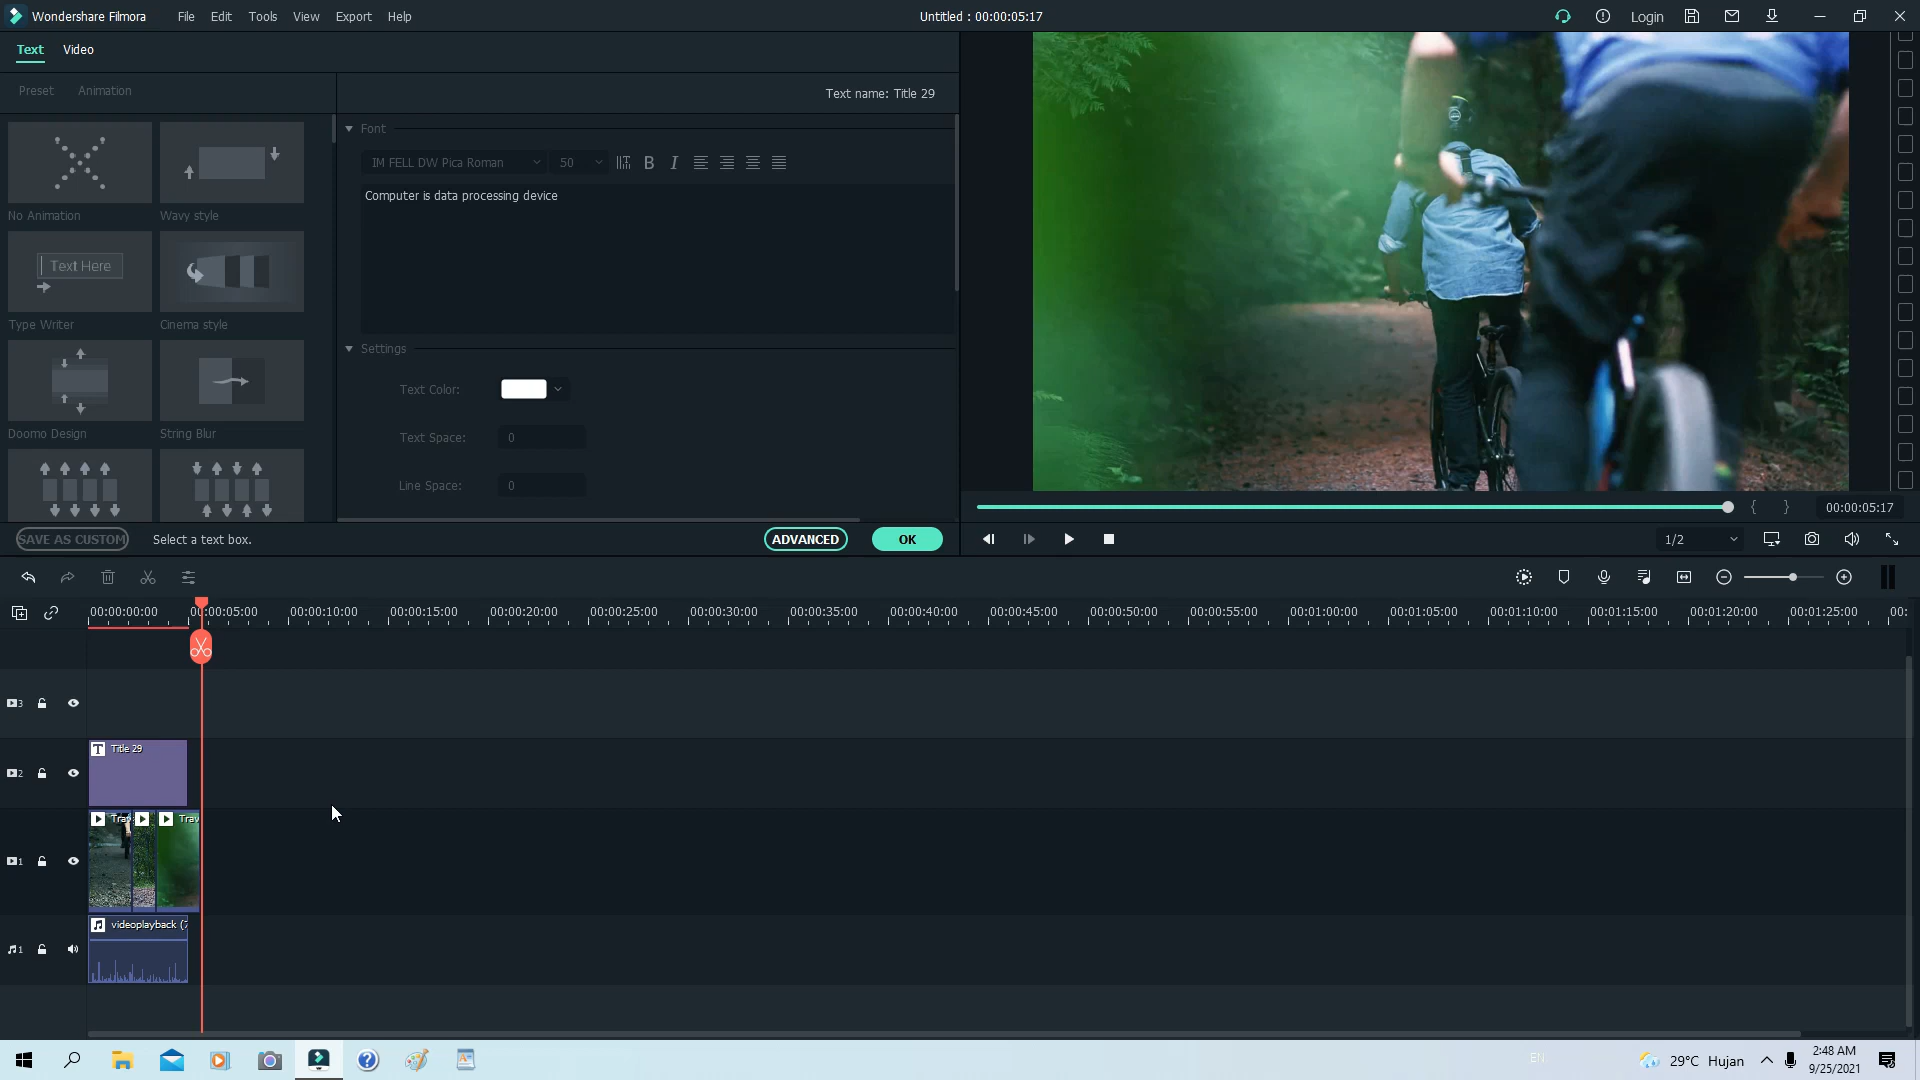 Wondershare Filmora File Edit Tools View Export Help Untitled : 00:00:05:17 Login
Text Video
Preset Animation Text name: Title 29
Font
IM FELL DW Pica Roman 50 B I
Computer is data processing device
No Animation Wavy style
Text Here
Type Writer Cinema style
Settings
Text Color:
Doomo Design String Blur
Text Space: 0
Line Space: 0
SAVE AS CUSTOM Select a text box. ADVANCED OK
{ } 00:00:05:17
1/2
00:00:00:00 00:00:05:00 00:00:10:00 00:00:15:00 00:00:20:00 00:00:25:00 00:00:30:00 00:00:35:00 00:00:40:00 00:00:45:00 00:00:50:00 00:00:55:00 00:01:00:00 00:01:05:00 00:01:10:00 00:01:15:00 00:01:20:00 00:01:25:00 00:
3
2
T Title 29
1
Trav Trav
1
videoplayback (7
EN 29°C Hujan 2:48 AM
9/25/2021